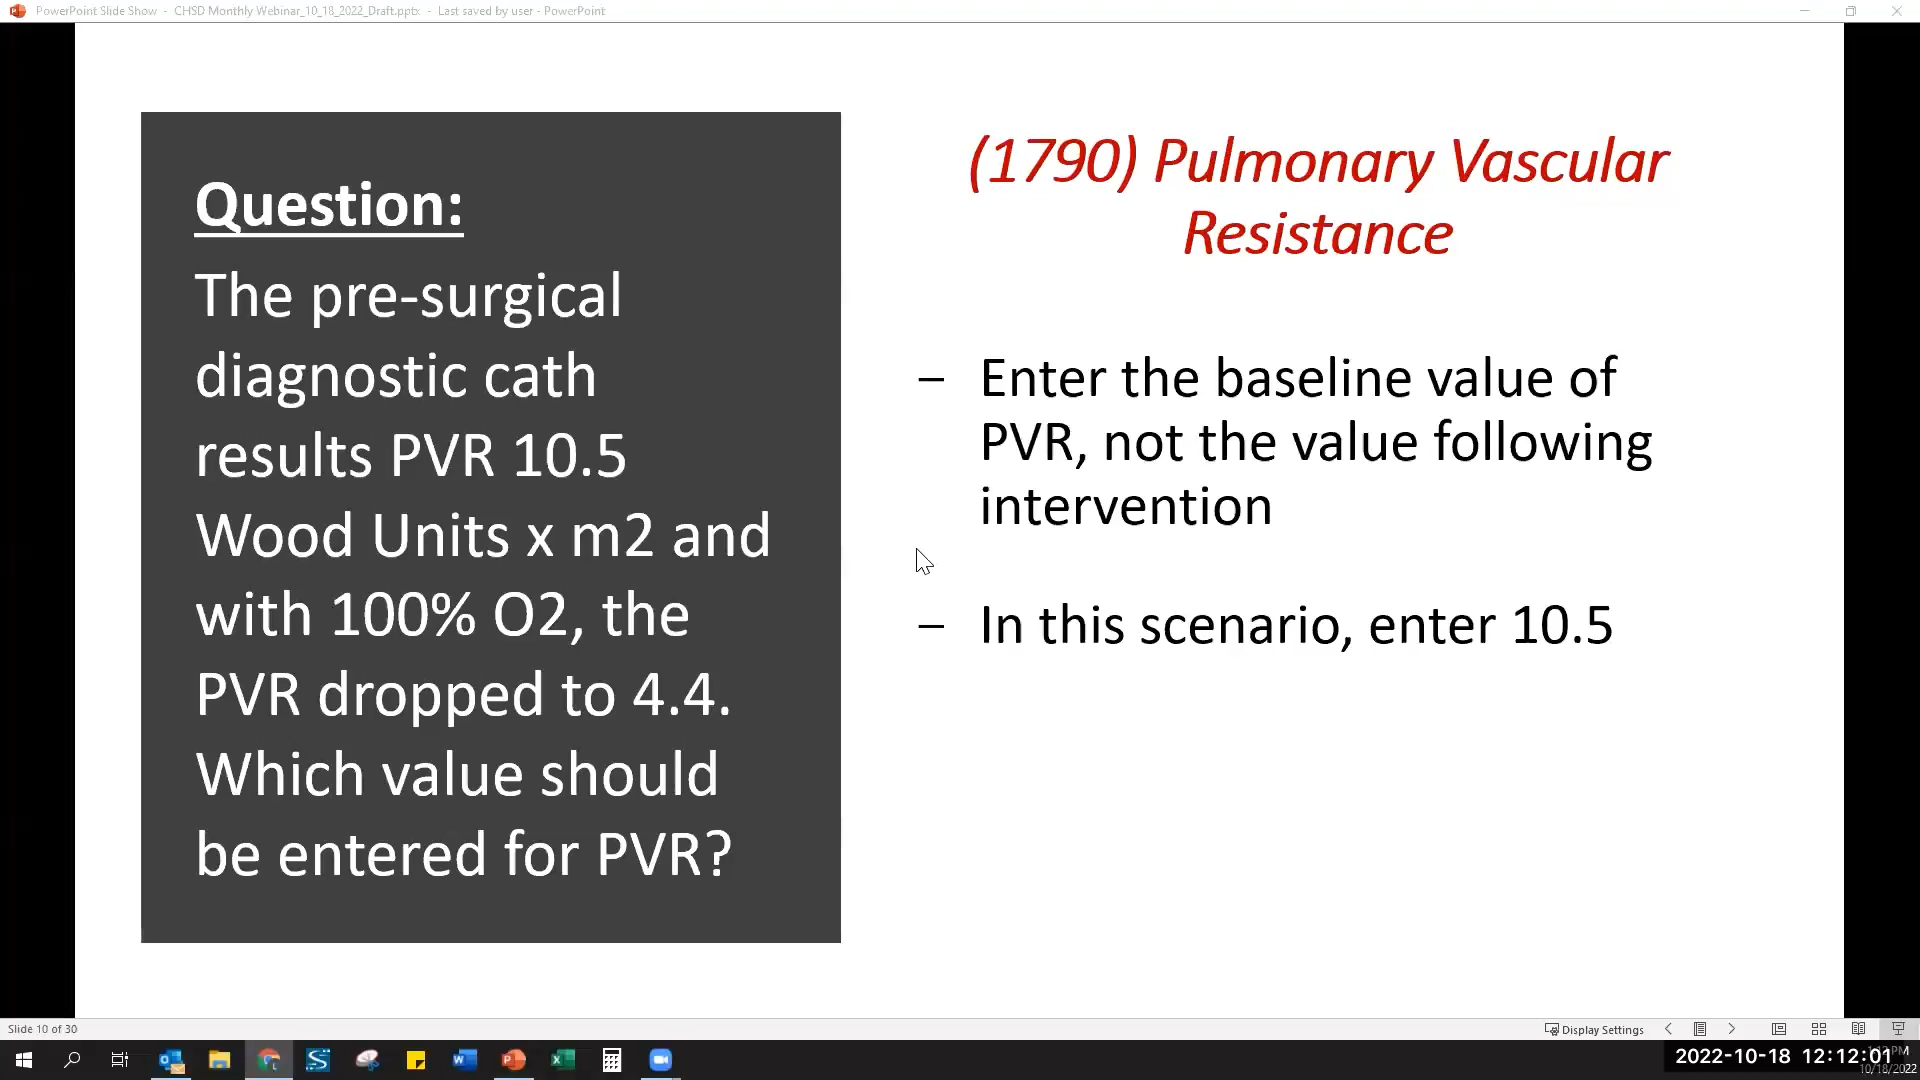 PowerPoint Slide Show - CHSD Monthly Webinar_10_18_2022_Draft.pptx - Last saved by user - PowerPoint
Question:
The pre-surgical
diagnostic cath
results PVR 10.5
Wood Units x m2 and
with 100% O2, the
PVR dropped to 4.4.
Which value should
be entered for PVR?
(1790) Pulmonary Vascular
Resistance
– Enter the baseline value of
PVR, not the value following
intervention
– In this scenario, enter 10.5
Slide 10 of 30
Display Settings
2022-10-18 12:12:01
10/18/2022